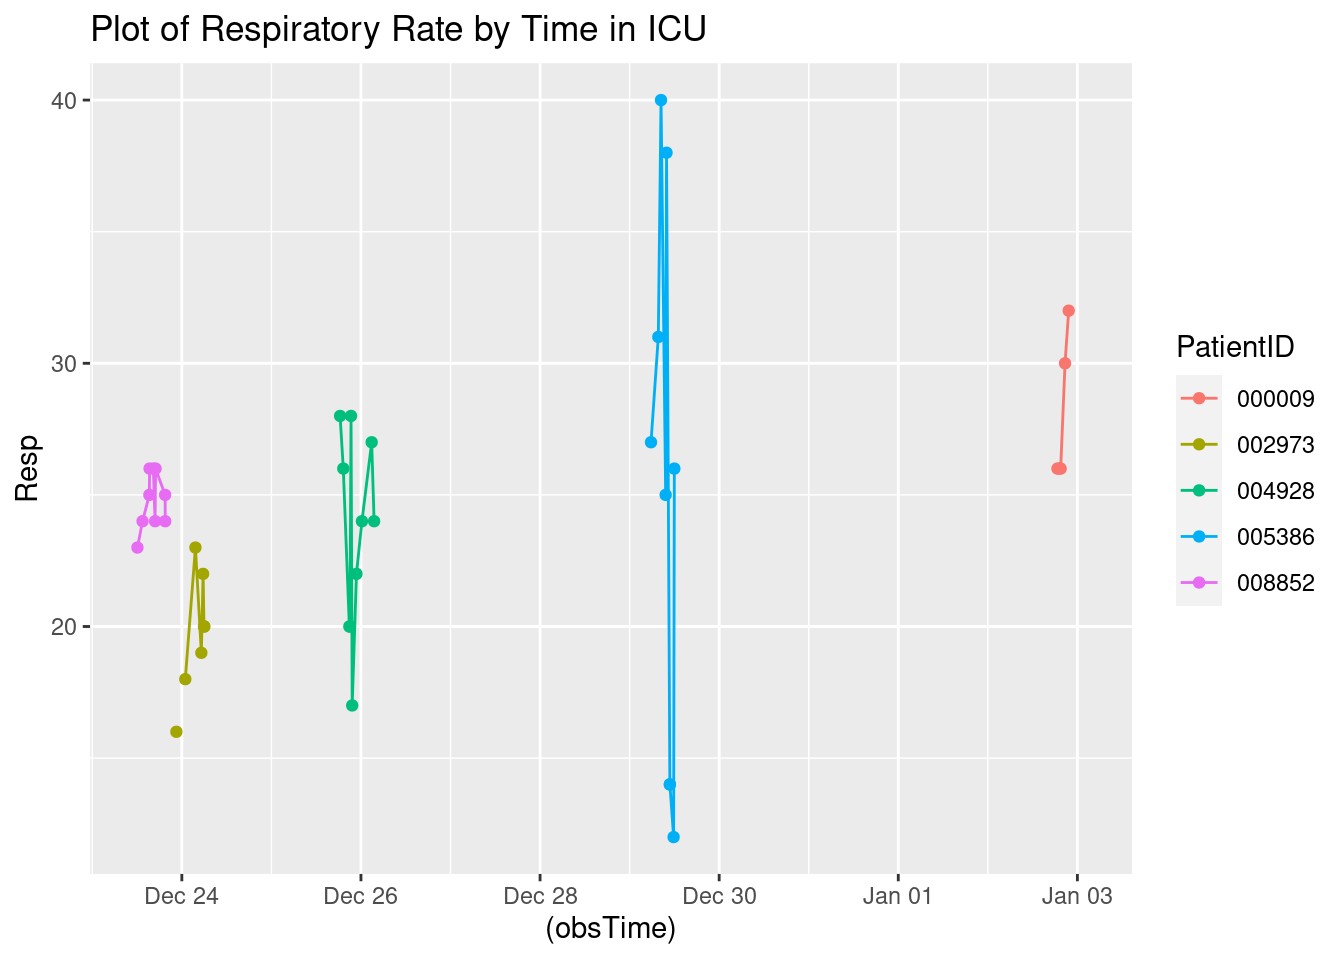 Plot of Respiratory Rate by Time in ICU
40
30
20
Resp
Dec 24
Dec 26
Dec 28
Dec 30
Jan 01
Jan 03
(obsTime)
PatientID
000009
002973
004928
005386
008852